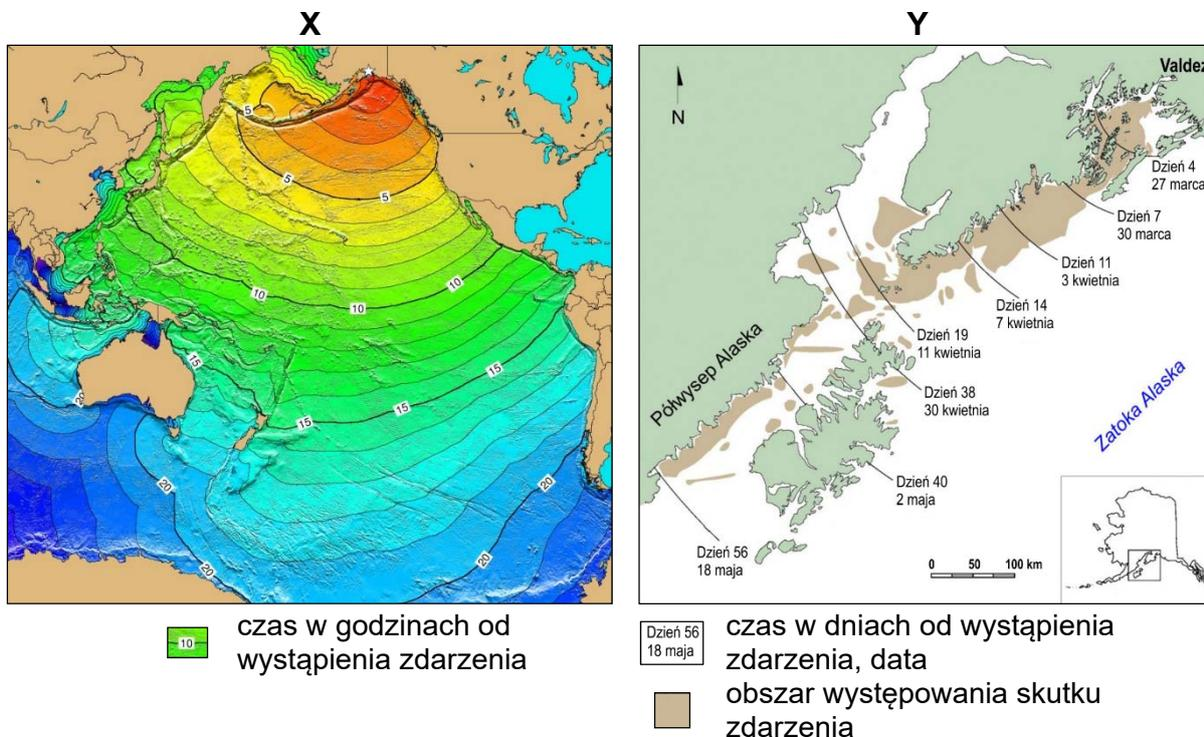 X
5
5
5
10
10
10
15
15
15
20
20
20
20
20
10
czas w godzinach od
wystąpienia zdarzenia
Y
N
Valdez
Dzień 4
27 marca
Dzień 7
30 marca
Dzień 11
3 kwietnia
Dzień 14
7 kwietnia
Dzień 19
11 kwietnia
Dzień 38
30 kwietnia
Dzień 40
2 maja
Dzień 56
18 maja
Półwysep Alaska
Zatoka Alaska
0 50 100 km
Dzień 56
18 maja
czas w dniach od wystąpienia
zdarzenia, data
obszar występowania skutku
zdarzenia